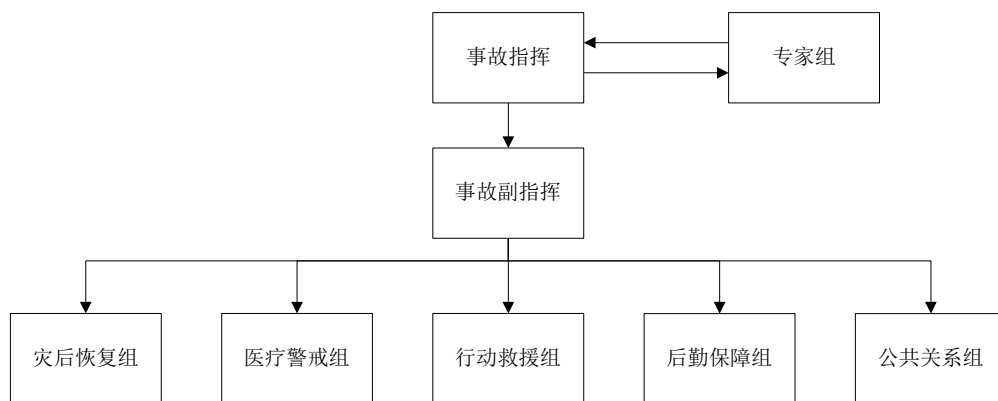 事故指挥
专家组
事故副指挥
灾后恢复组
医疗警戒组
行动救援组
后勤保障组
公共关系组